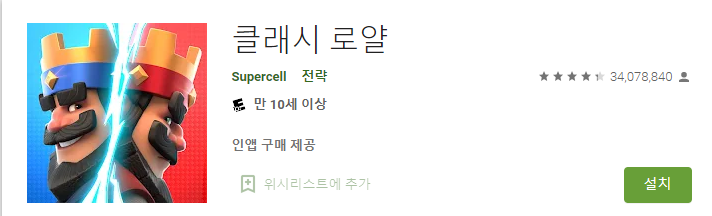 클래시 로얄
Supercell 전략 34,078,840
만 10세 이상
인앱 구매 제공
위시리스트에 추가 설치